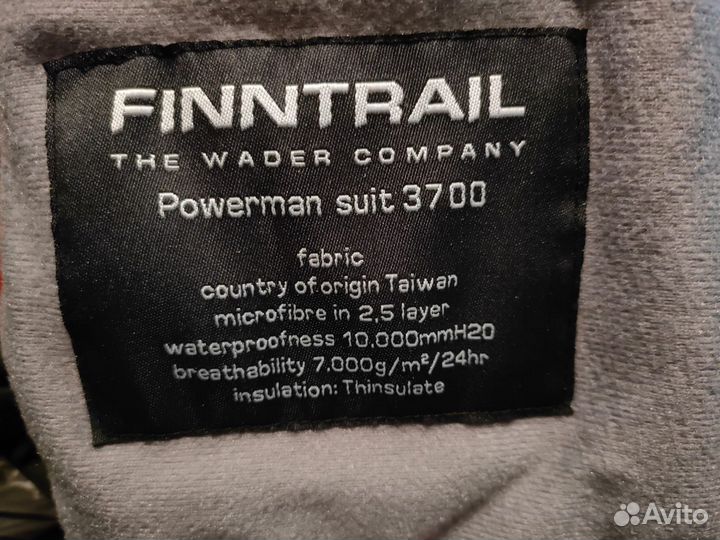 FINNTRAIL
THE WADER COMPANY
Powerman suit 3700
fabric
country of origin Taiwan
microfibre in 2,5 layer
waterproofness 10.000mmH20
breathability 7.000g/m²/24hr
insulation: Thinsulate
Avito